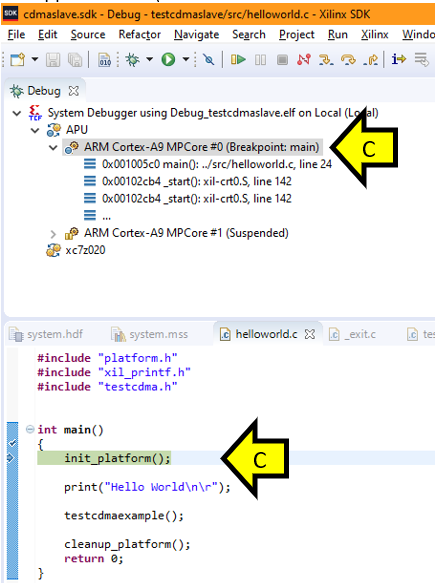 cdmaslave.sdk - Debug - testcdmaslave/src/helloworld.c - Xilinx SDK
File Edit Source Refactor Navigate Search Project Run Xilinx Windo
Debug
System Debugger using Debug_testcdmaslave.elf on Local (Local)
APU
ARM Cortex-A9 MPCore #0 (Breakpoint: main)
C
0x001005c0 main(): ../src/helloworld.c, line 24
0x00102cb4 _start(): xil-crt0.S, line 142
0x00102cb4 _start(): xil-crt0.S, line 142
...
ARM Cortex-A9 MPCore #1 (Suspended)
xc7z020
system.hdf system.mss helloworld.c _exit.c te
#include "platform.h"
#include "xil_printf.h"
#include "testcdma.h"
int main()
{
init_platform();
C
print("Hello World\n\r");
testcdmaexample();
cleanup_platform();
return 0;
}